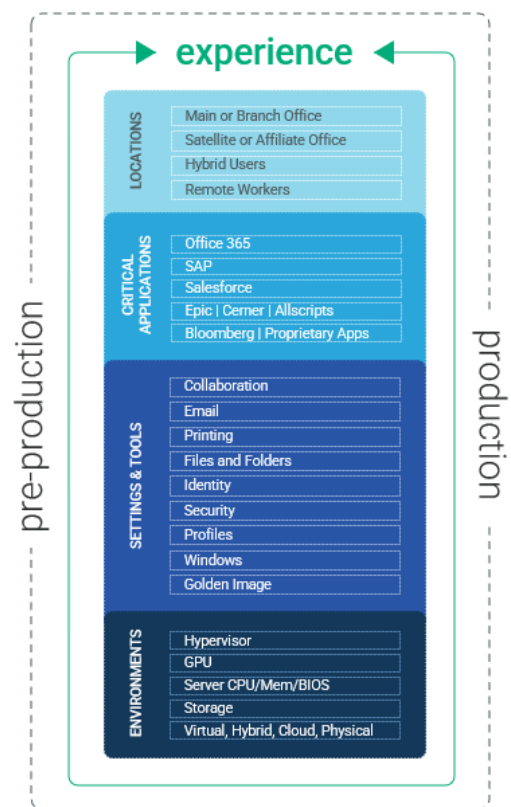 experience
pre-production
production
LOCATIONS
Main or Branch Office
Satellite or Affiliate Office
Hybrid Users
Remote Workers
CRITICAL
APPLICATIONS
Office 365
SAP
Salesforce
Epic | Cerner | Allscripts
Bloomberg | Proprietary Apps
SETTINGS & TOOLS
Collaboration
Email
Printing
Files and Folders
Identity
Security
Profiles
Windows
Golden Image
ENVIRONMENTS
Hypervisor
GPU
Server CPU/Mem/BIOS
Storage
Virtual, Hybrid, Cloud, Physical